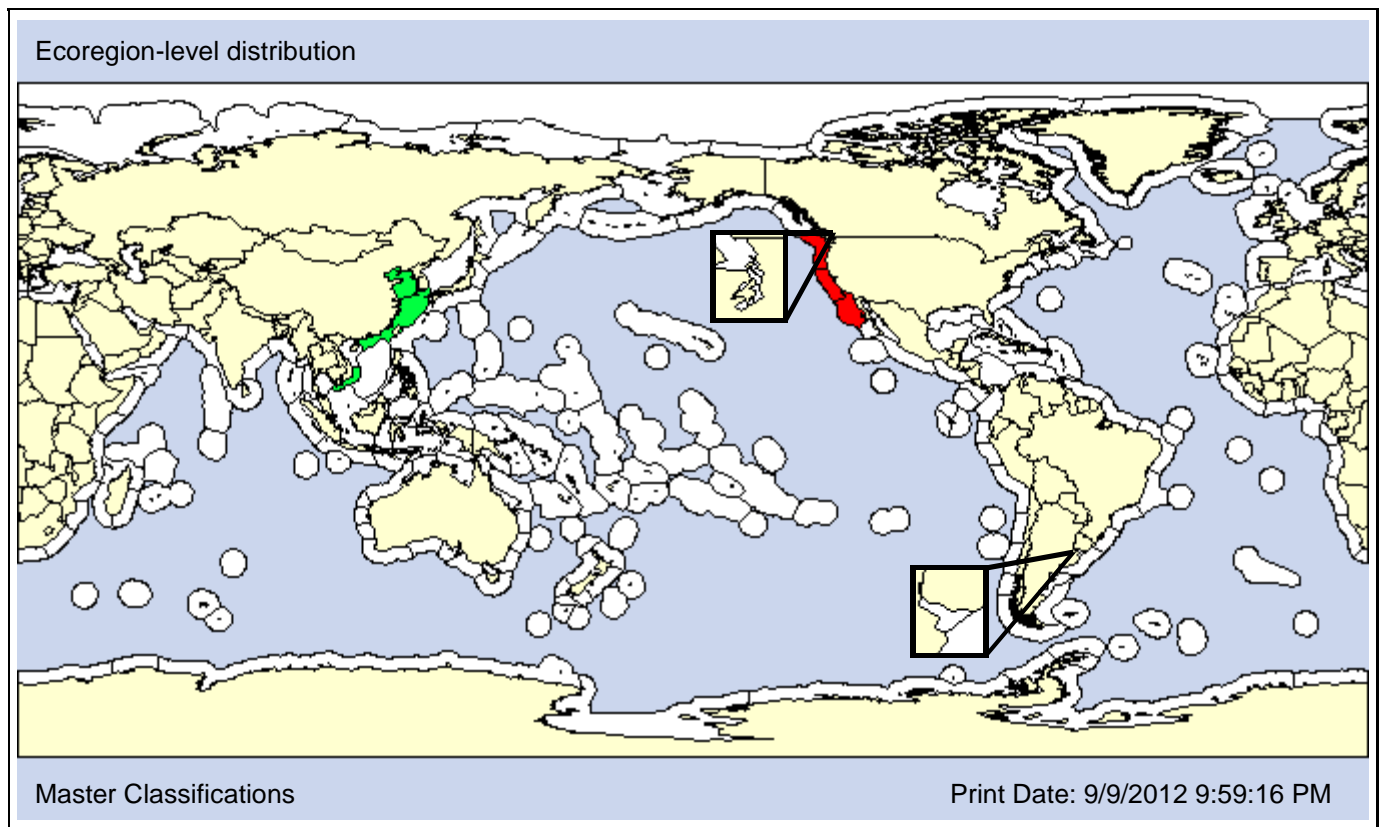 Ecoregion-level distribution
Master Classifications
Print Date: 9/9/2012 9:59:16 PM